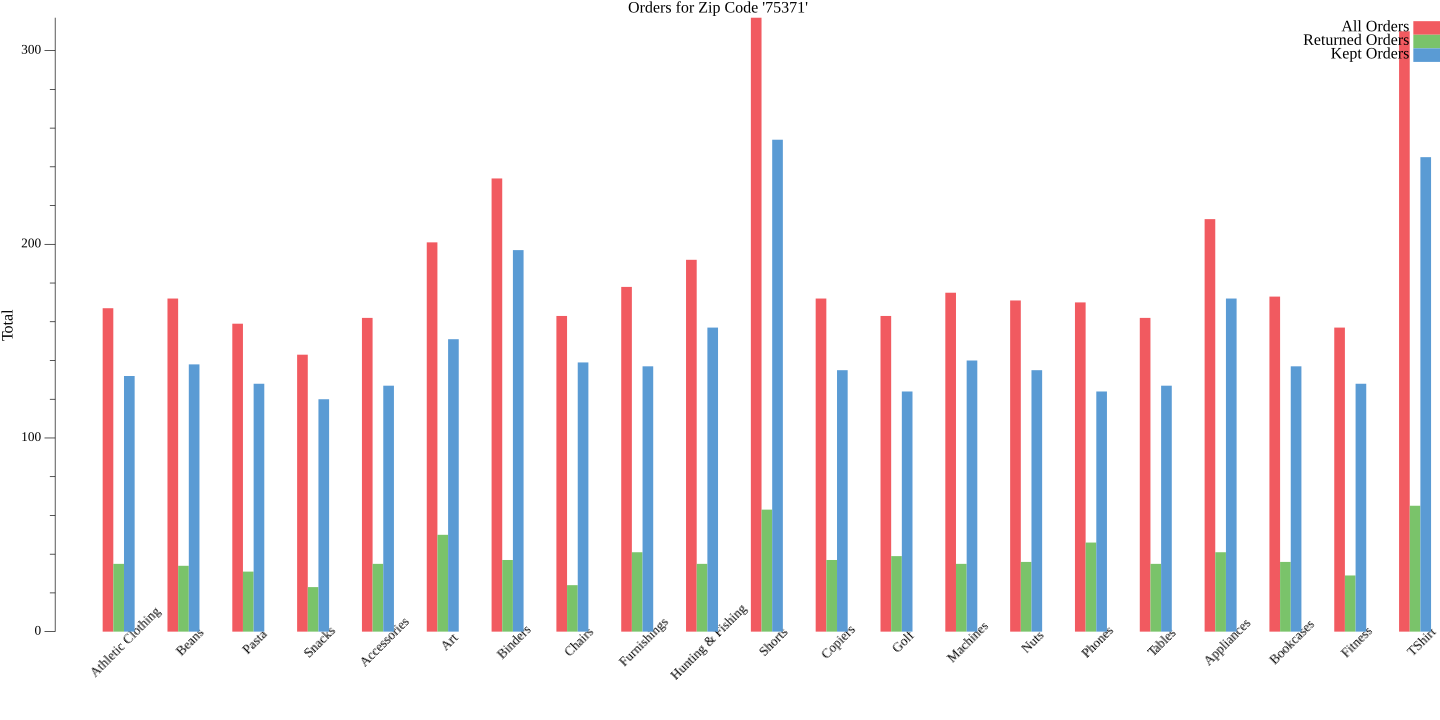 Orders for Zip Code '75371'
All Orders
Returned Orders
Kept Orders
300
200
100
0
Total
Athletic Clothing
Beans
Pasta
Snacks
Accessories
Art
Binders
Chairs
Furnishings
Hunting & Fishing
Shorts
Copiers
Golf
Machines
Nuts
Phones
Tables
Appliances
Bookcases
Fitness
TShirt